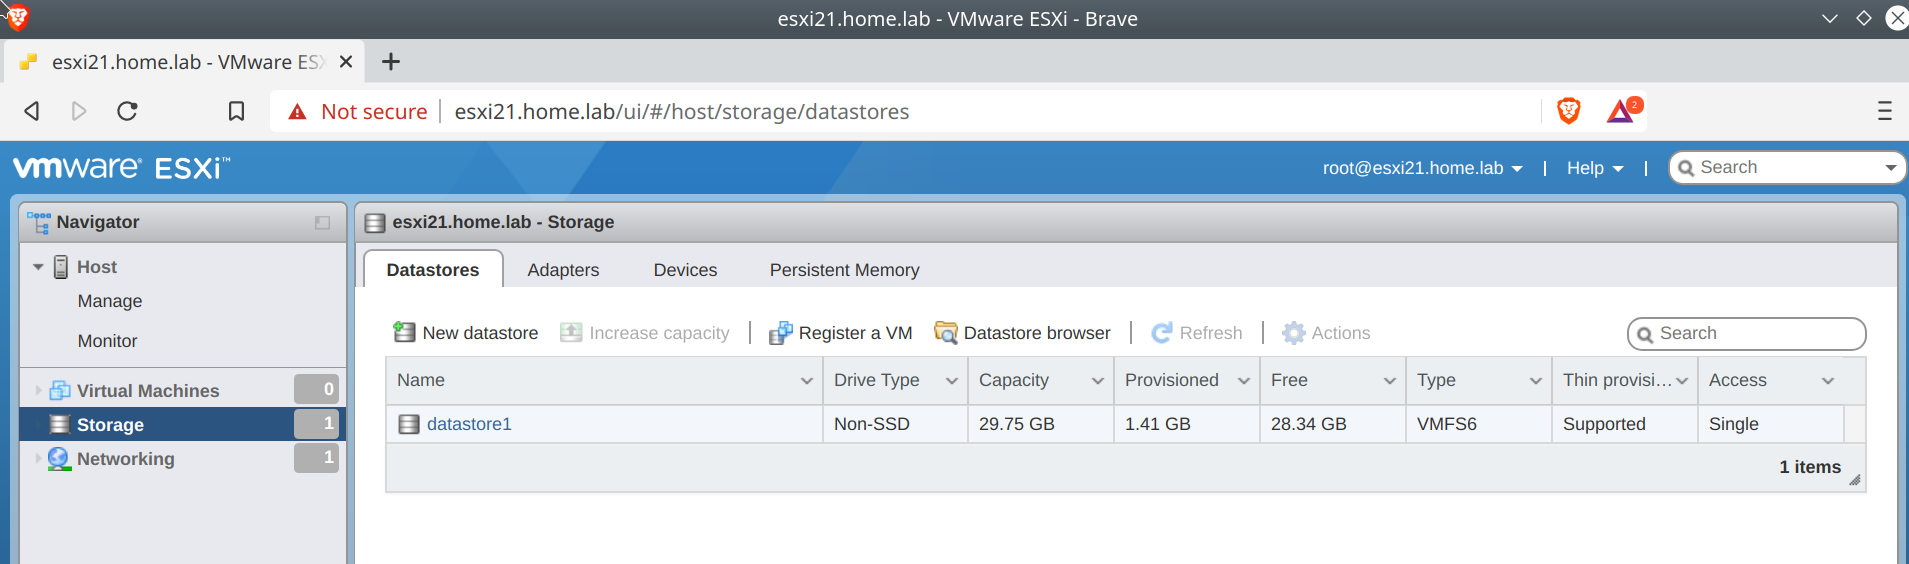 esxi21.home.lab - VMware ESXi - Brave
esxi21.home.lab - VMware ES
Not secure esxi21.home.lab/ui/#/host/storage/datastores 2
vmware® ESXi™ root@esxi21.home.lab | Help | Search
Navigator
Host
Manage
Monitor
Virtual Machines 0
Storage 1
Networking 1
esxi21.home.lab - Storage
Datastores Adapters Devices Persistent Memory
New datastore Increase capacity Register a VM Datastore browser Refresh Actions Search
Name Drive Type Capacity Provisioned Free Type Thin provisi... Access
datastore1 Non-SSD 29.75 GB 1.41 GB 28.34 GB VMFS6 Supported Single
1 items